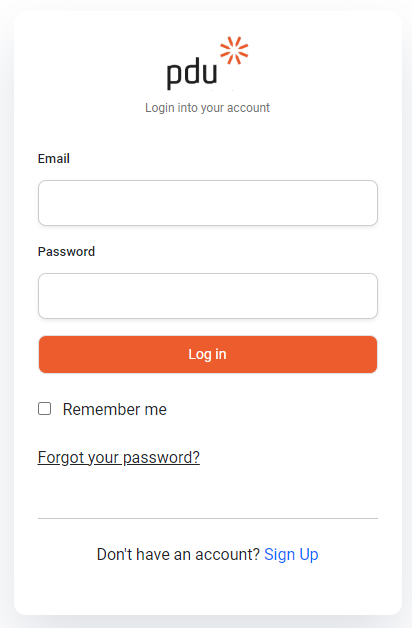 pdu
Login into your account
Email
Password
Log in
Remember me
Forgot your password?
Don't have an account? Sign Up